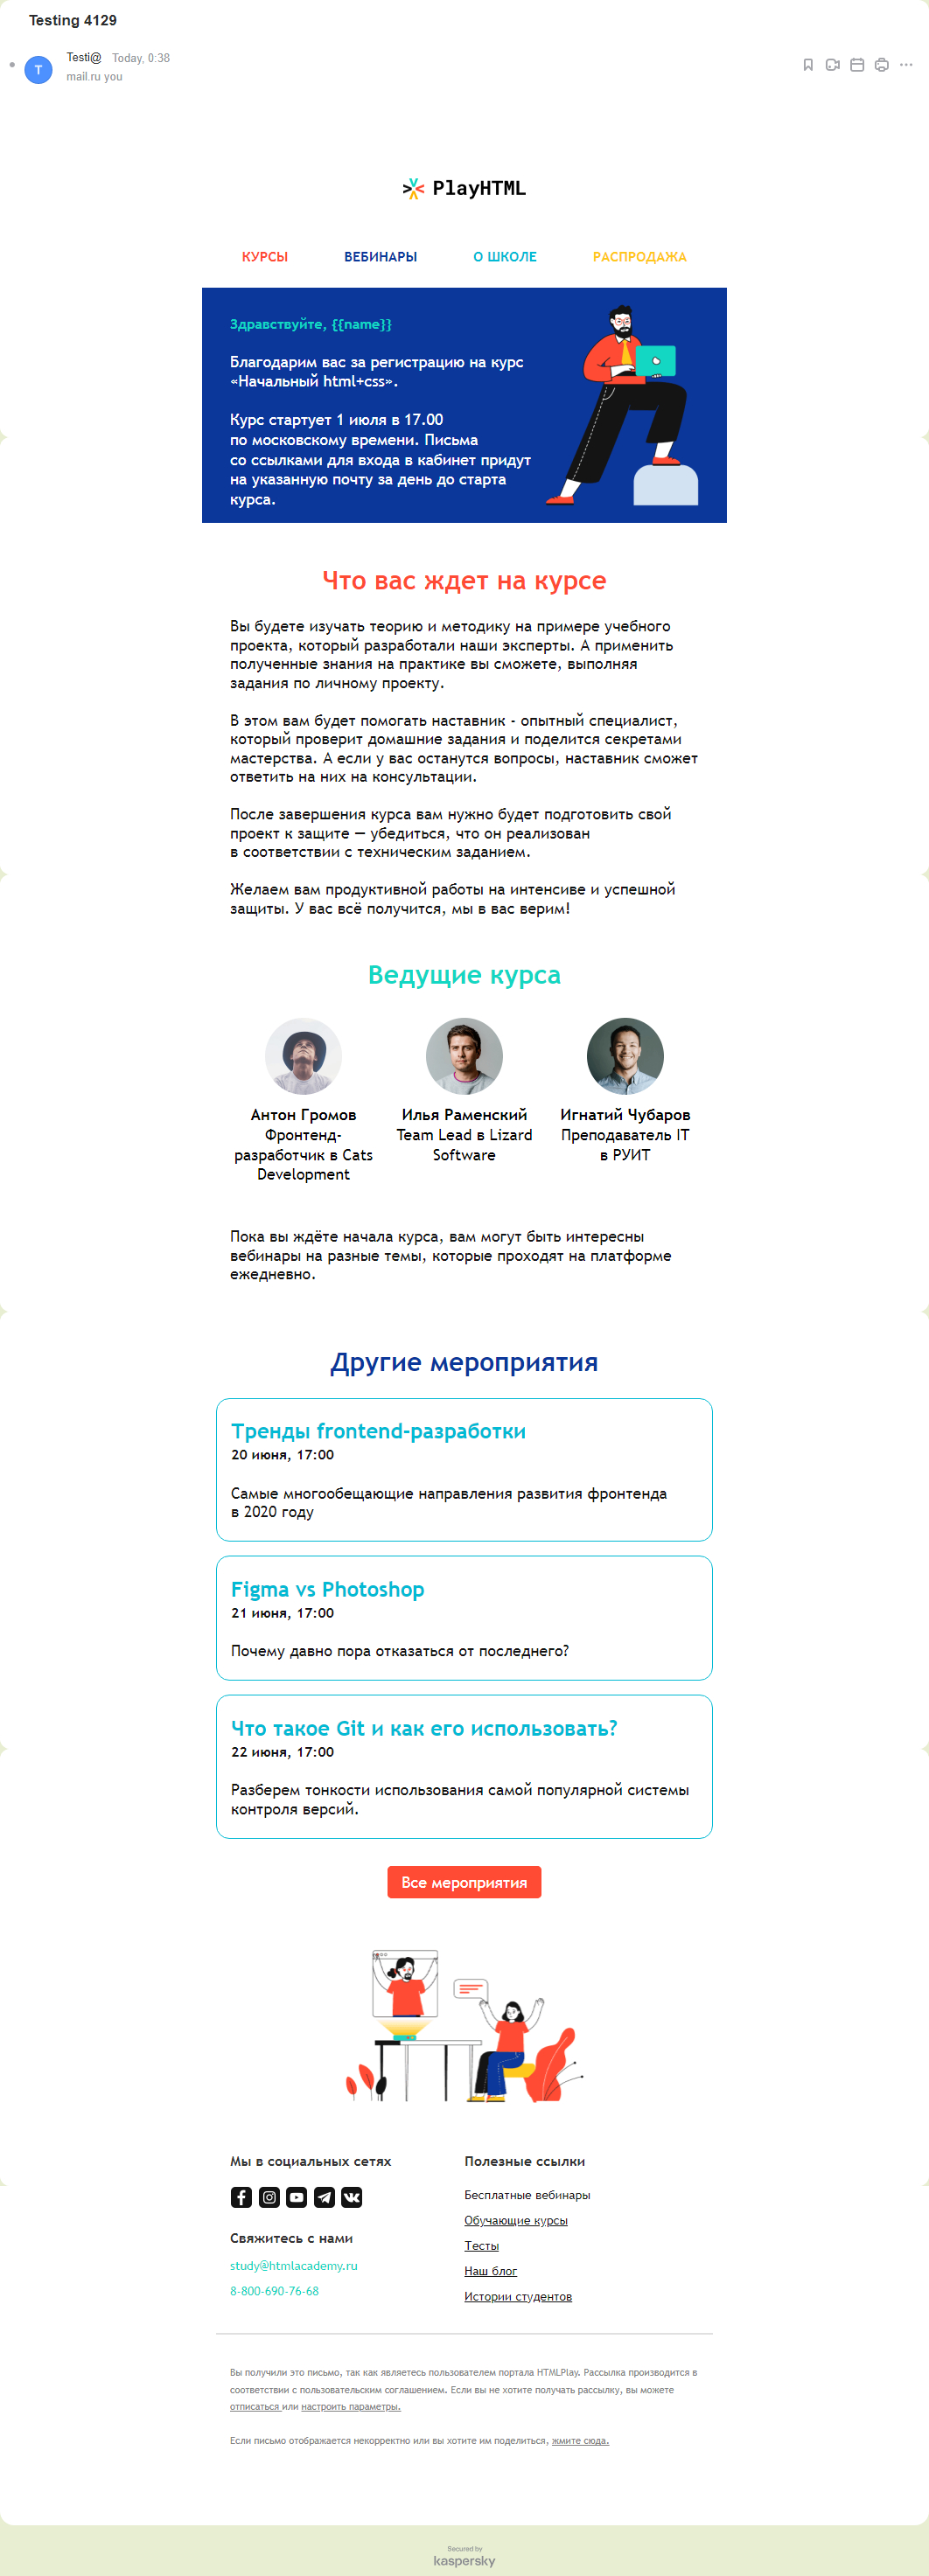 Testing 4129
T
Testi@ Today, 0:38
mail.ru you
PlayHTML
КУРСЫ ВЕБИНАРЫ О ШКОЛЕ РАСПРОДАЖА
Здравствуйте, {{name}}
Благодарим вас за регистрацию на курс
«Начальный html+css».
Курс стартует 1 июля в 17.00
по московскому времени. Письма
со ссылками для входа в кабинет придут
на указанную почту за день до старта
курса.
Что вас ждет на курсе
Вы будете изучать теорию и методику на примере учебного
проекта, который разработали наши эксперты. А применить
полученные знания на практике вы сможете, выполняя
задания по личному проекту.
В этом вам будет помогать наставник - опытный специалист,
который проверит домашние задания и поделится секретами
мастерства. А если у вас останутся вопросы, наставник сможет
ответить на них на консультации.
После завершения курса вам нужно будет подготовить свой
проект к защите — убедиться, что он реализован
в соответствии с техническим заданием.
Желаем вам продуктивной работы на интенсиве и успешной
защиты. У вас всё получится, мы в вас верим!
Ведущие курса
Антон Громов
Фронтенд-
разработчик в Cats
Development
Илья Раменский
Team Lead в Lizard
Software
Игнатий Чубаров
Преподаватель IT
в РУИТ
Пока вы ждёте начала курса, вам могут быть интересны
вебинары на разные темы, которые проходят на платформе
ежедневно.
Другие мероприятия
Тренды frontend-разработки
20 июня, 17:00
Самые многообещающие направления развития фронтенда
в 2020 году
Figma vs Photoshop
21 июня, 17:00
Почему давно пора отказаться от последнего?
Что такое Git и как его использовать?
22 июня, 17:00
Разберем тонкости использования самой популярной системы
контроля версий.
Все мероприятия
Мы в социальных сетях
Свяжитесь с нами
study@htmlacademy.ru
8-800-690-76-68
Полезные ссылки
Бесплатные вебинары
Обучающие курсы
Тесты
Наш блог
Истории студентов
Вы получили это письмо, так как являетесь пользователем портала HTMLPlay. Рассылка производится в
соответствии с пользовательским соглашением. Если вы не хотите получать рассылку, вы можете
отписаться или настроить параметры.
Если письмо отображается некорректно или вы хотите им поделиться, жмите сюда.
Secured by
kaspersky